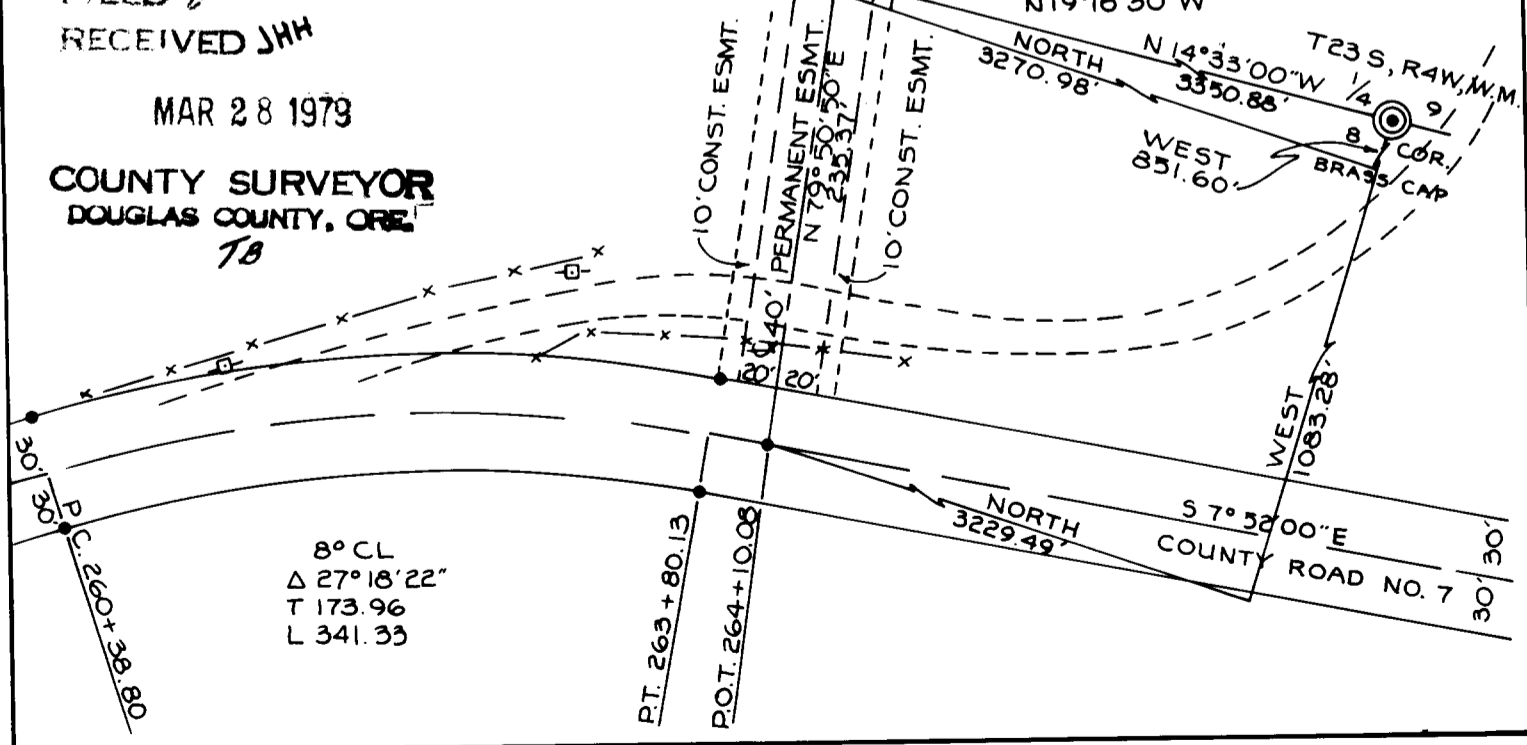 RECEIVED JHH
MAR 28 1979
COUNTY SURVEYOR
DOUGLAS COUNTY, ORE.
TB
10' CONST. ESMT.
PERMANENT ESMT.
N 79° 50' 50" E
235.37'
10' CONST. ESMT.
N 19° 16' 30" W
NORTH
3270.98'
N 14° 33' 00" W
3350.88'
T 23 S, R 4 W, W.M.
1/4
8
9
COR.
BRASS CAP
WEST
851.60'
40'
20'
20'
WEST
1083.28'
30'
30'
P.C. 260+38.80
8° CL
Δ 27° 18' 22"
T 173.96
L 341.33
P.T. 263+80.13
P.O.T. 264+10.08
NORTH
3229.49'
S 7° 52' 00" E
COUNTY ROAD NO. 7
30'
30'